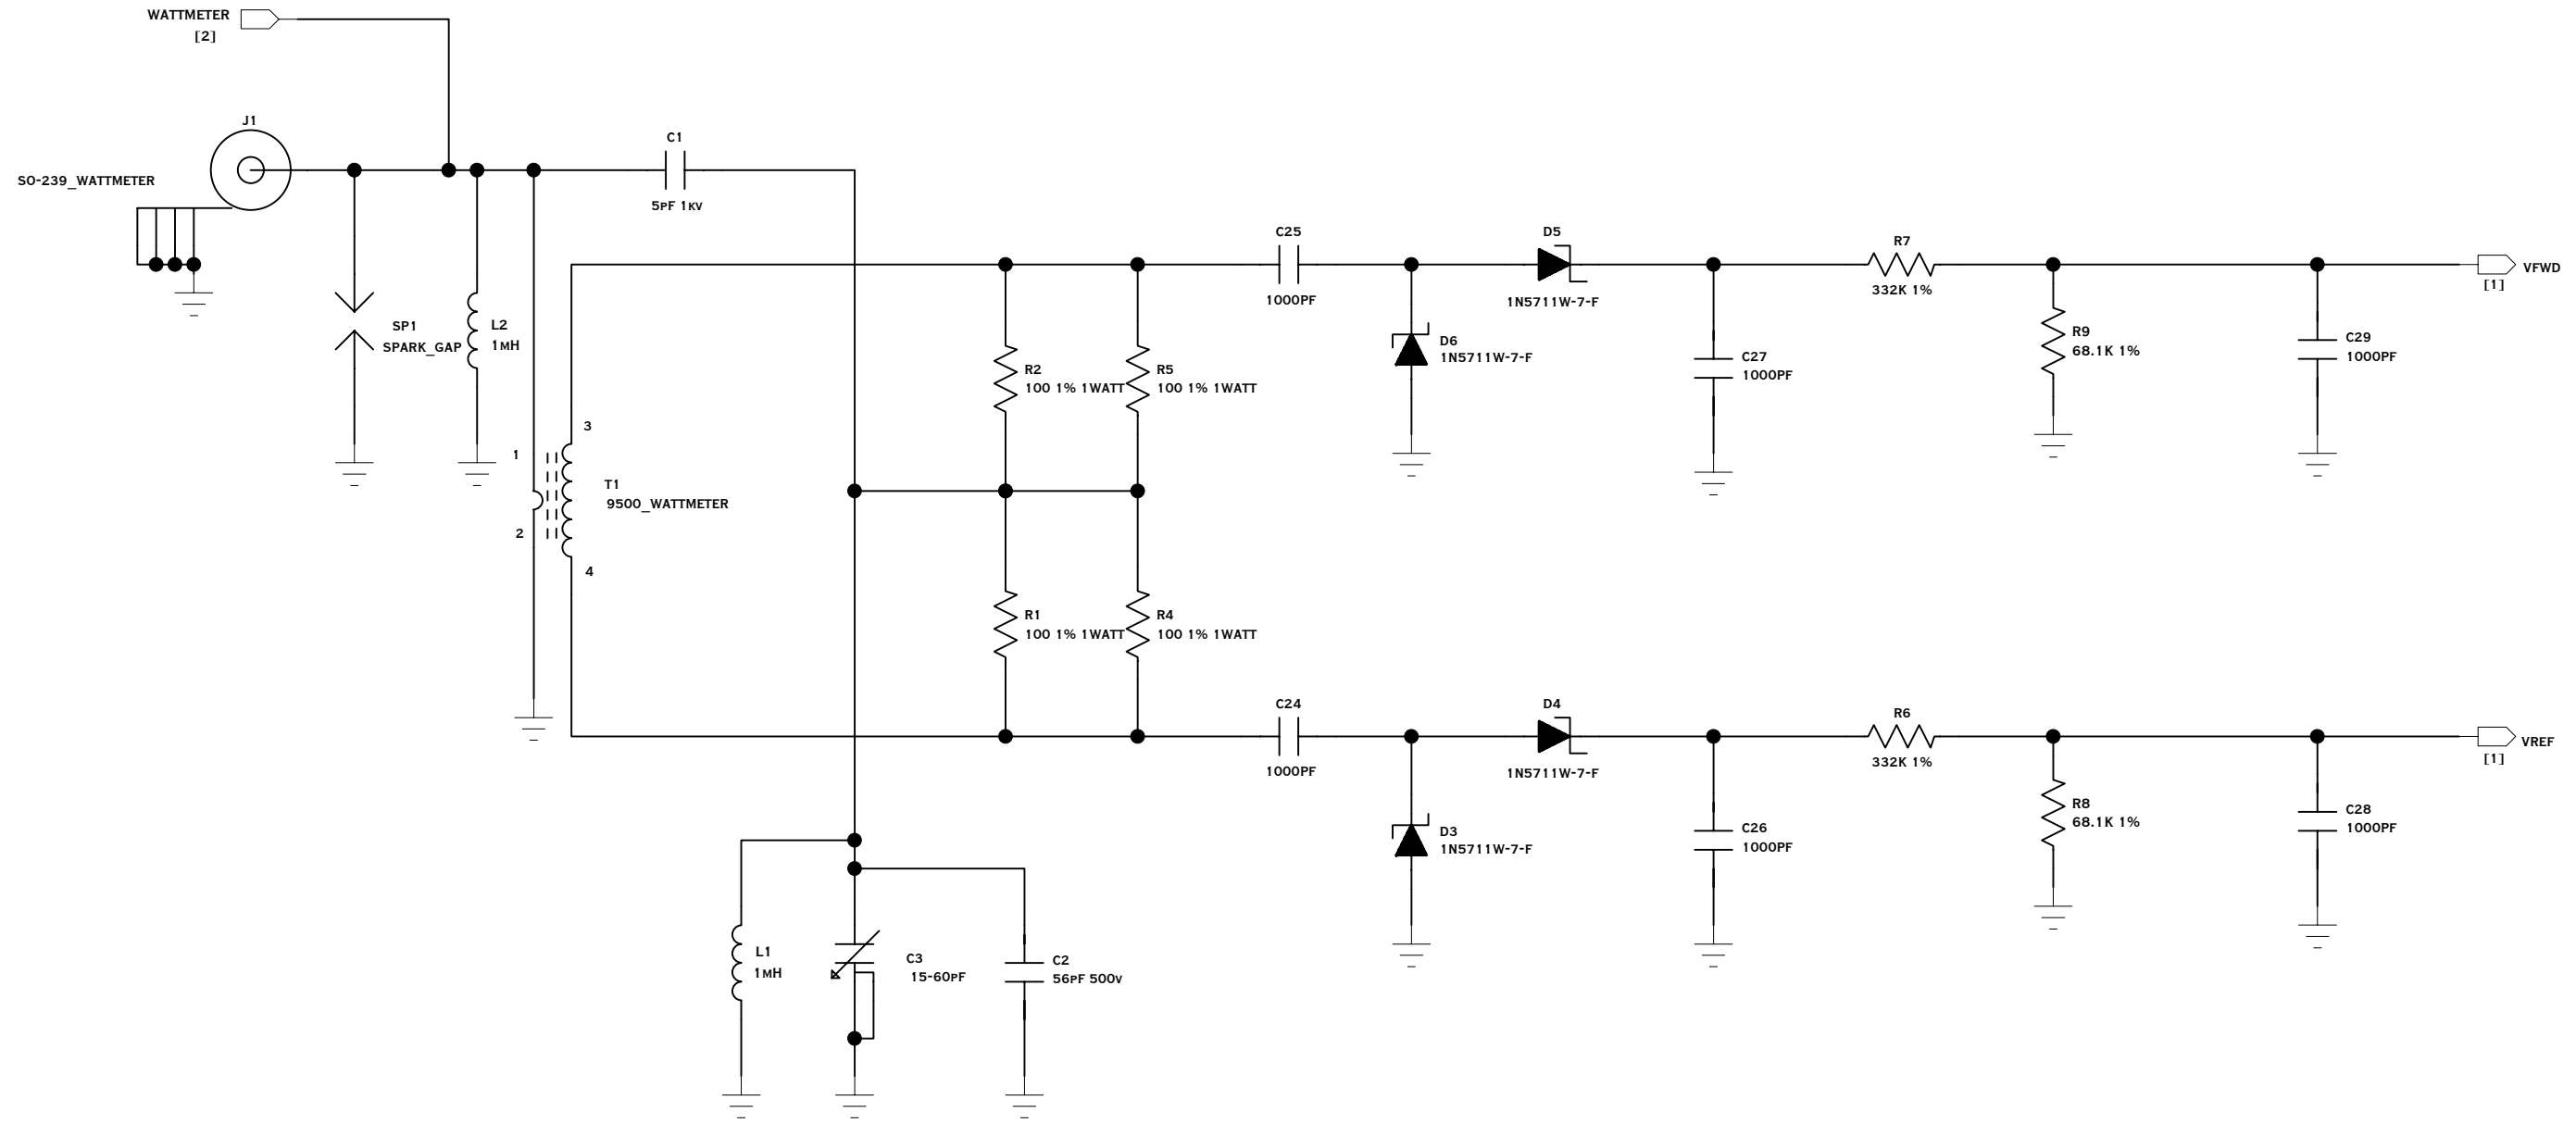 WATTMETER
[2]
J1
SO-239_WATTMETER
C1
5PF 1KV
SP1
SPARK_GAP
L2
1MH
1
2
3
4
T1
9500_WATTMETER
R2
100 1% 1WATT
R5
100 1% 1WATT
R1
100 1% 1WATT
R4
100 1% 1WATT
C25
1000PF
D5
1N5711W-7-F
D6
1N5711W-7-F
C27
1000PF
R7
332K 1%
R9
68.1K 1%
C29
1000PF
VFWD
[1]
C24
1000PF
D4
1N5711W-7-F
D3
1N5711W-7-F
C26
1000PF
R6
332K 1%
R8
68.1K 1%
C28
1000PF
VREF
[1]
L1
1MH
C3
15-60PF
C2
56PF 500V